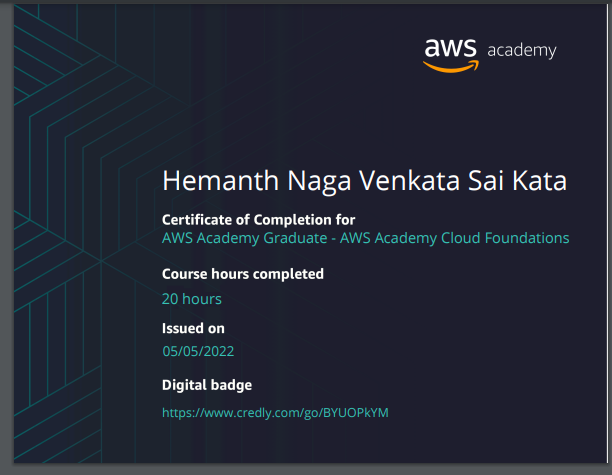 aws academy
Hemanth Naga Venkata Sai Kata
Certificate of Completion for
AWS Academy Graduate - AWS Academy Cloud Foundations
Course hours completed
20 hours
Issued on
05/05/2022
Digital badge
https://www.credly.com/go/BYUOPkYM